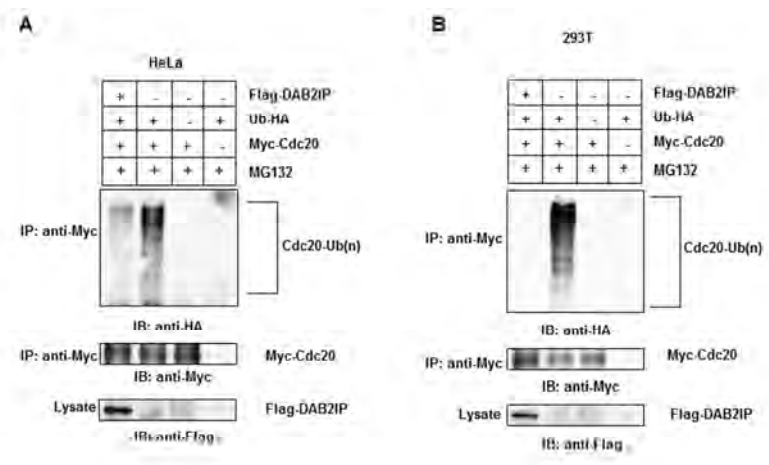 A
HeLa
+ - - - Flag-DAB2IP
+ + - + Ub-HA
+ + + - Myc-Cdc20
+ + + + MG132
IP: anti-Myc
Cdc20-Ub(n)
IB: anti-HA
IP: anti-Myc Myc-Cdc20
IB: anti-Myc
Lysate Flag-DAB2IP
IB: anti-Flag
B
293T
+ - - - Flag-DAB2IP
+ + - + Ub-HA
+ + + - Myc-Cdc20
+ + + + MG132
IP: anti-Myc
Cdc20-Ub(n)
IB: anti-HA
IP: anti-Myc Myc-Cdc20
IB: anti-Myc
Lysate Flag-DAB2IP
IB: anti-Flag